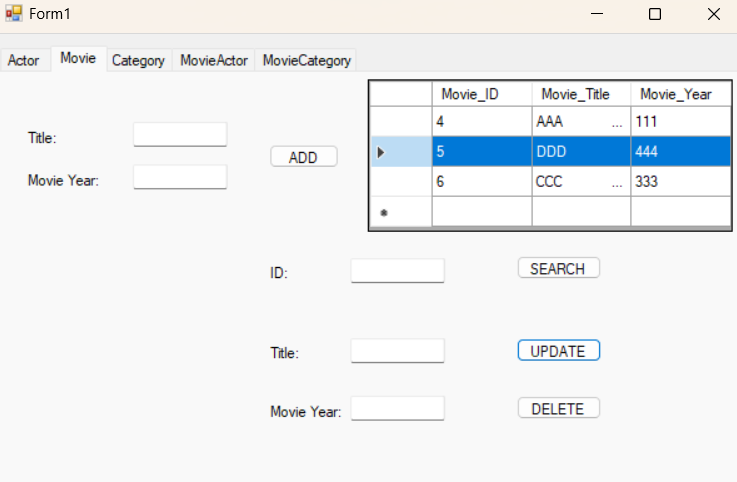 Form1
Actor Movie Category MovieActor MovieCategory
Movie_ID Movie_Title Movie_Year
4 AAA ... 111
5 DDD 444
6 CCC ... 333
Title:
ADD
Movie Year:
ID:
SEARCH
Title:
UPDATE
Movie Year:
DELETE